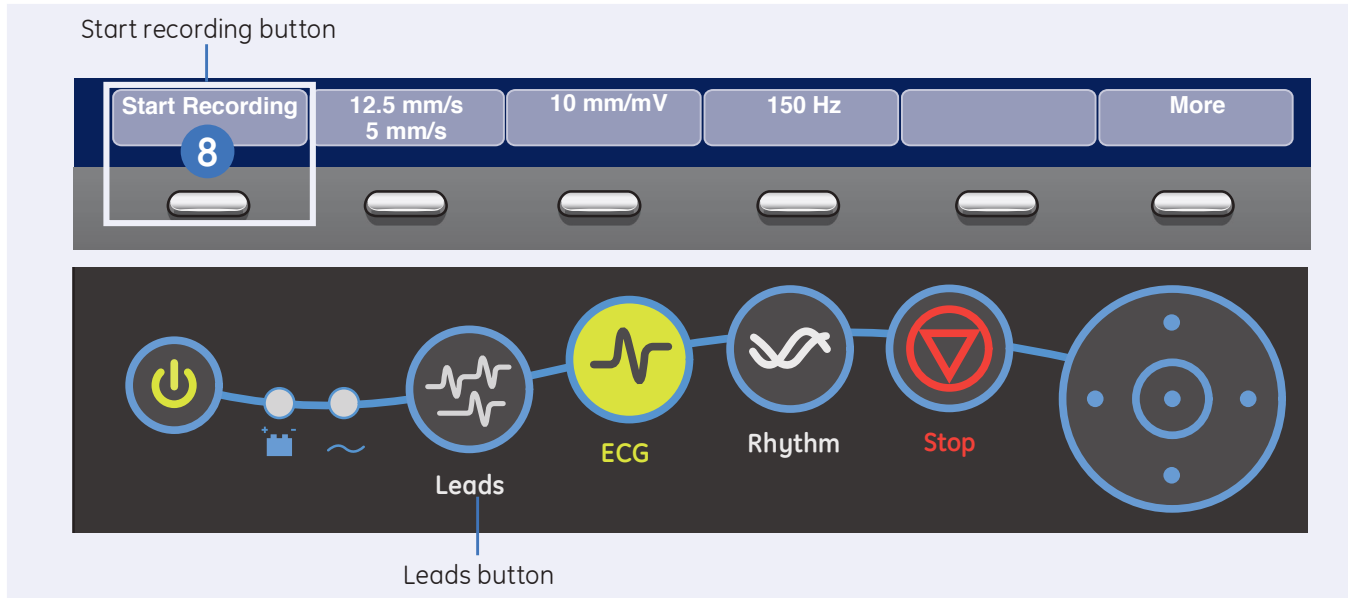 Start recording button
Start Recording
12.5 mm/s
5 mm/s
10 mm/mV
150 Hz
More
8
Leads
ECG
Rhythm
Stop
Leads button